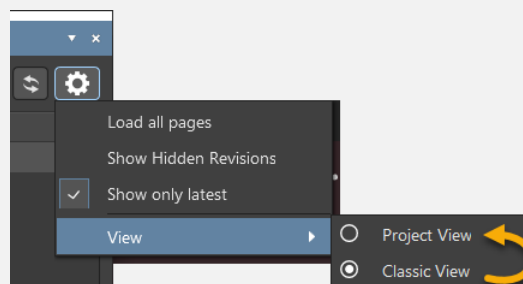 Load all pages
Show Hidden Revisions
Show only latest
View
Project View
Classic View